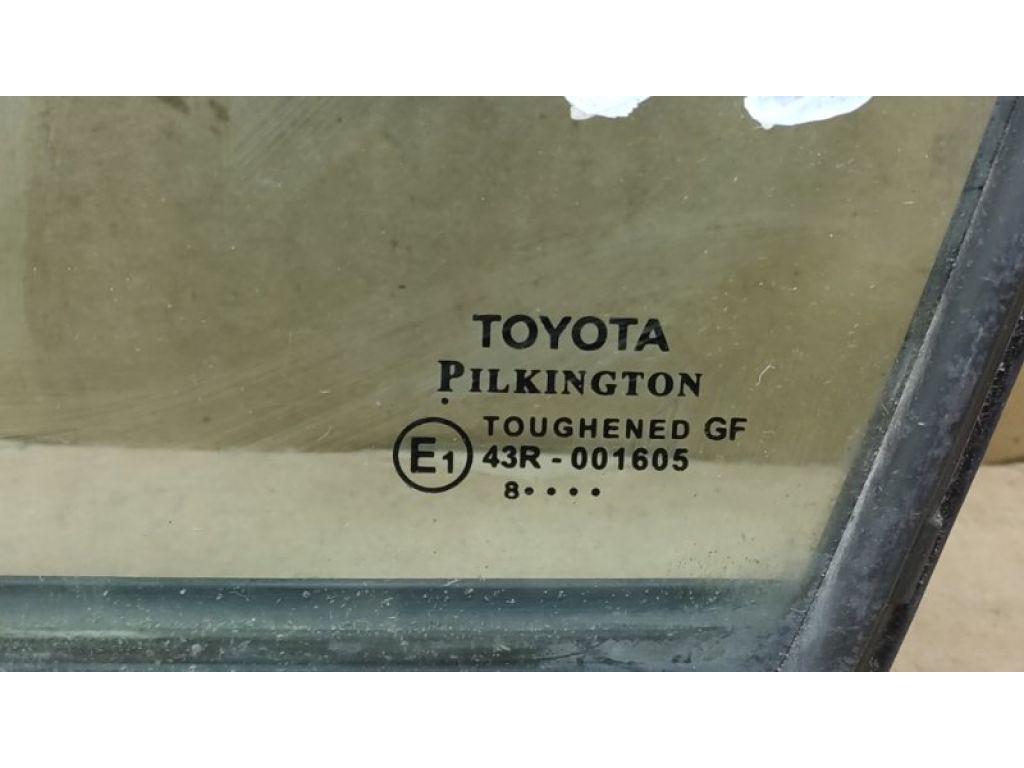 TOYOTA
PILKINGTON
TOUGHENED GF
E1 43R - 001605
8••••